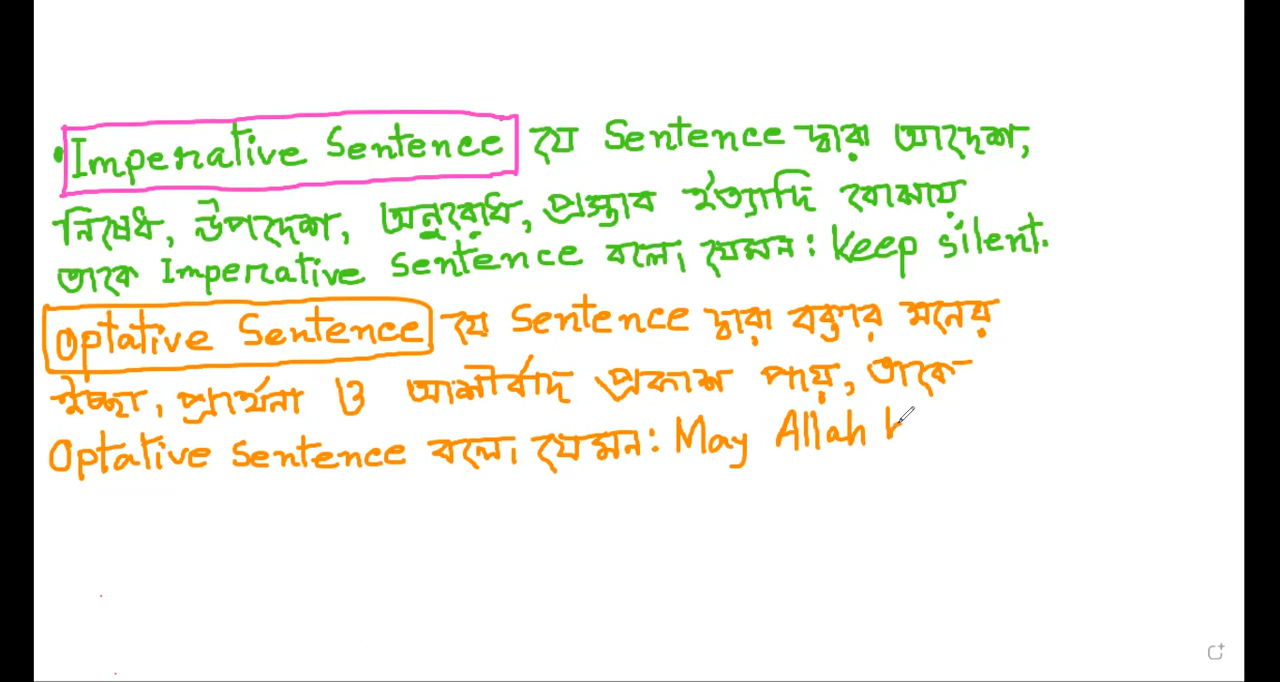 • Imperative Sentence যে Sentence দ্বারা আদেশ,
নিষেধ, উপদেশ, অনুরোধ, প্রস্তাব ইত্যাদি বোঝায়
তাকে Imperative Sentence বলে। যেমন: Keep silent.
Optative Sentence যে Sentence দ্বারা বক্তার মনের
ইচ্ছা, প্রার্থনা ও আশীর্বাদ প্রকাশ পায়, তাকে
Optative Sentence বলে। যেমন: May Allah